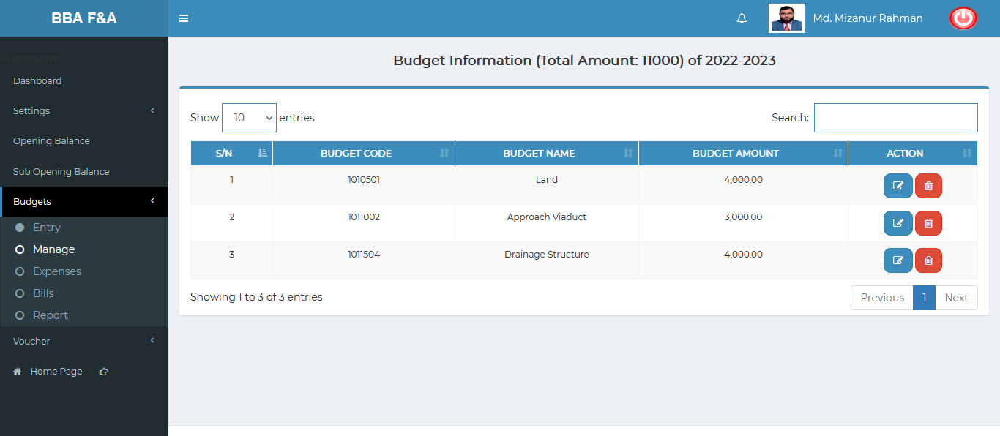 BBA F&A
Md. Mizanur Rahman
14accounts
Dashboard
Settings
Opening Balance
Sub Opening Balance
Budgets
Entry
Manage
Expenses
Bills
Report
Voucher
Home Page
Budget Information (Total Amount: 11000) of 2022-2023
Show 10 entries Search:
S/N BUDGET CODE BUDGET NAME BUDGET AMOUNT ACTION
1 1010501 Land 4,000.00
2 1011002 Approach Viaduct 3,000.00
3 1011504 Drainage Structure 4,000.00
Showing 1 to 3 of 3 entries Previous 1 Next